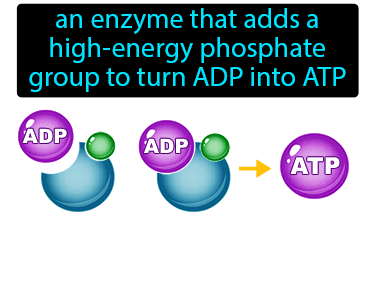 an enzyme that adds a
high-energy phosphate
group to turn ADP into ATP
ADP
ADP
ATP